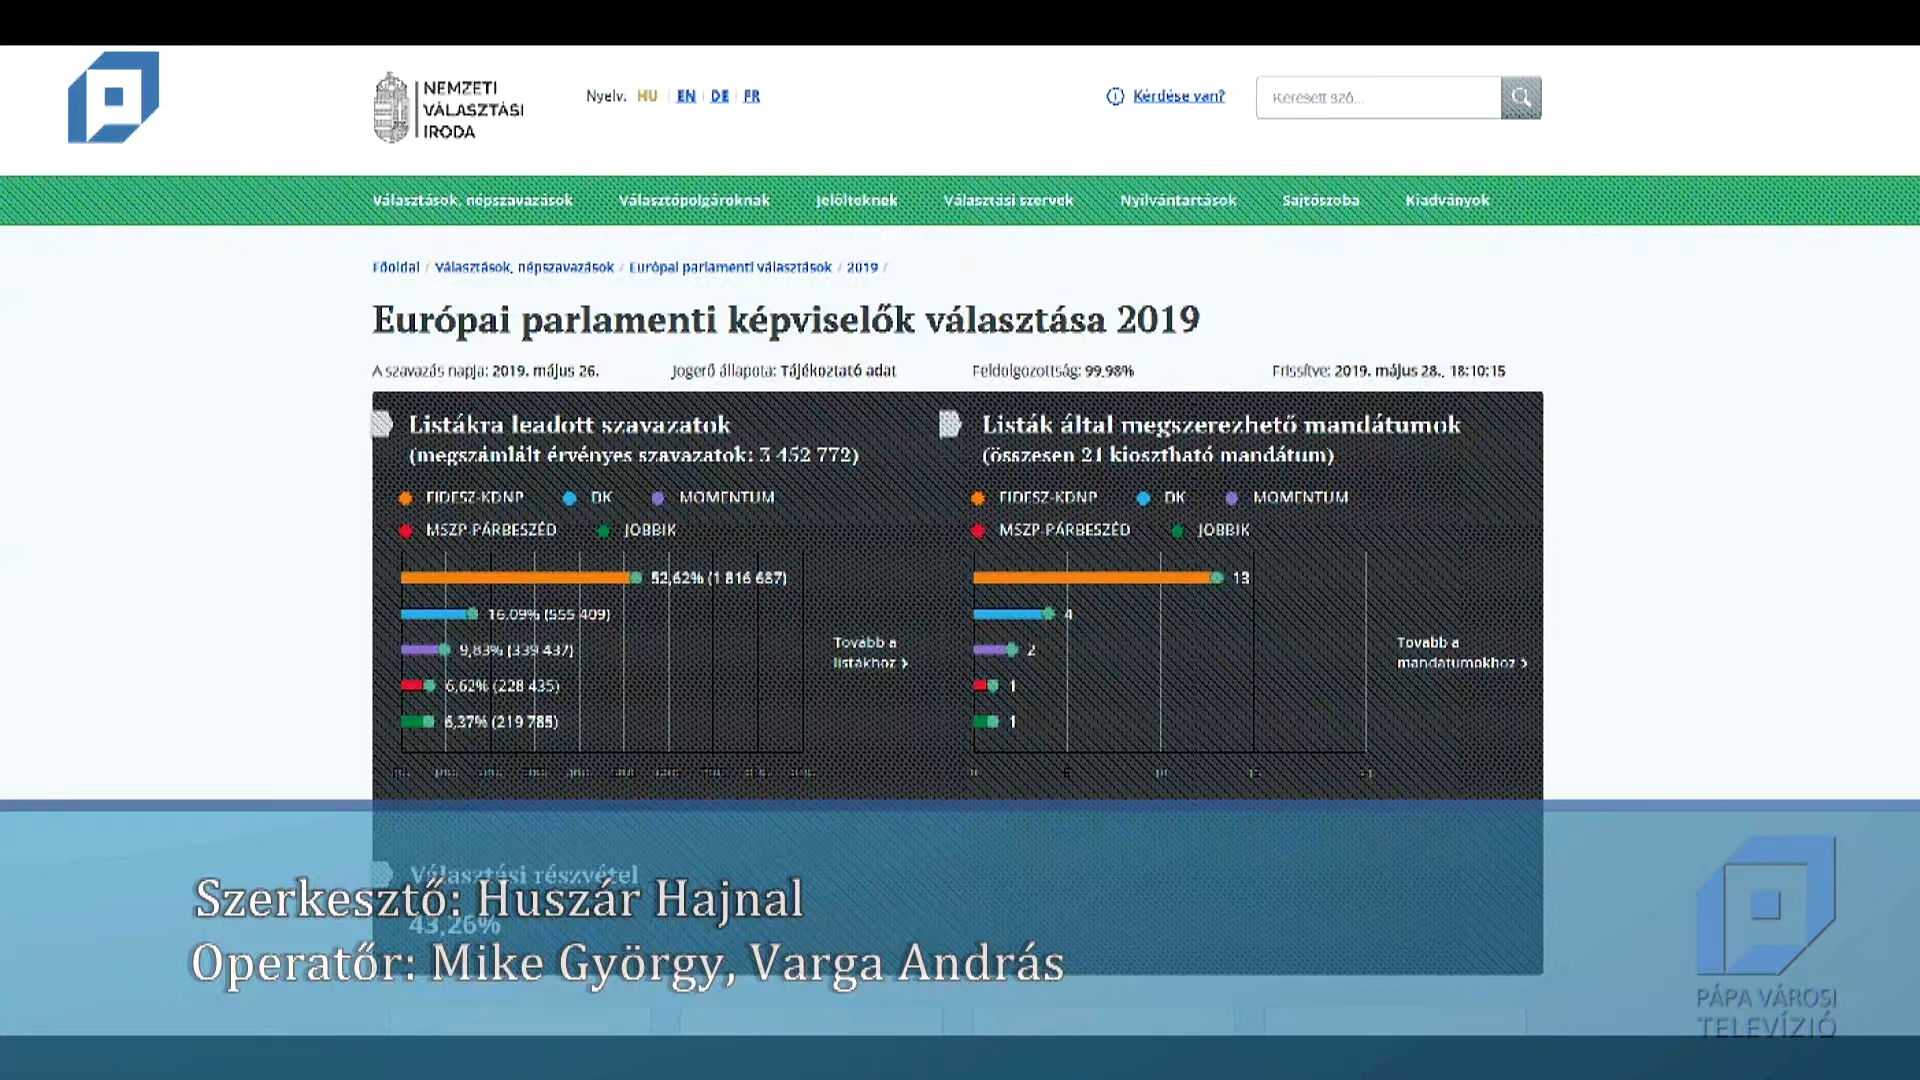 NEMZETI
VÁLASZTÁSI
IRODA
Nyelv: HU EN DE FR
Kérdése van?
Keresett szó...
Választások, népszavazások Választópolgároknak Jelölteknek Választási szervek Nyilvántartások Sajtószoba Kiadványok
Főoldal / Választások, népszavazások / Európai parlamenti választások / 2019 /
Európai parlamenti képviselők választása 2019
A szavazás napja: 2019. május 26. Jogerő állapota: Tájékoztató adat Feldolgozottság: 99.98% Frissítve: 2019. május 28., 18:10:15
Listákra leadott szavazatok
(megszámlált érvényes szavazatok: 3 452 772)
FIDESZ-KDNP DK MOMENTUM
MSZP-PÁRBESZÉD JOBBIK
52,62% (1 816 687)
16,09% (555 409)
9,83% (339 437)
6,62% (228 435)
6,37% (219 785)
Tovább a
listákhoz ›
Listák által megszerezhető mandátumok
(összesen 21 kiosztható mandátum)
FIDESZ-KDNP DK MOMENTUM
MSZP-PÁRBESZÉD JOBBIK
13
4
2
1
1
Tovább a
mandátumokhoz ›
Választási részvétel
43,26%
Szerkesztő: Huszár Hajnal
Operatőr: Mike György, Varga András
PÁPA VÁROSI
TELEVÍZIÓ